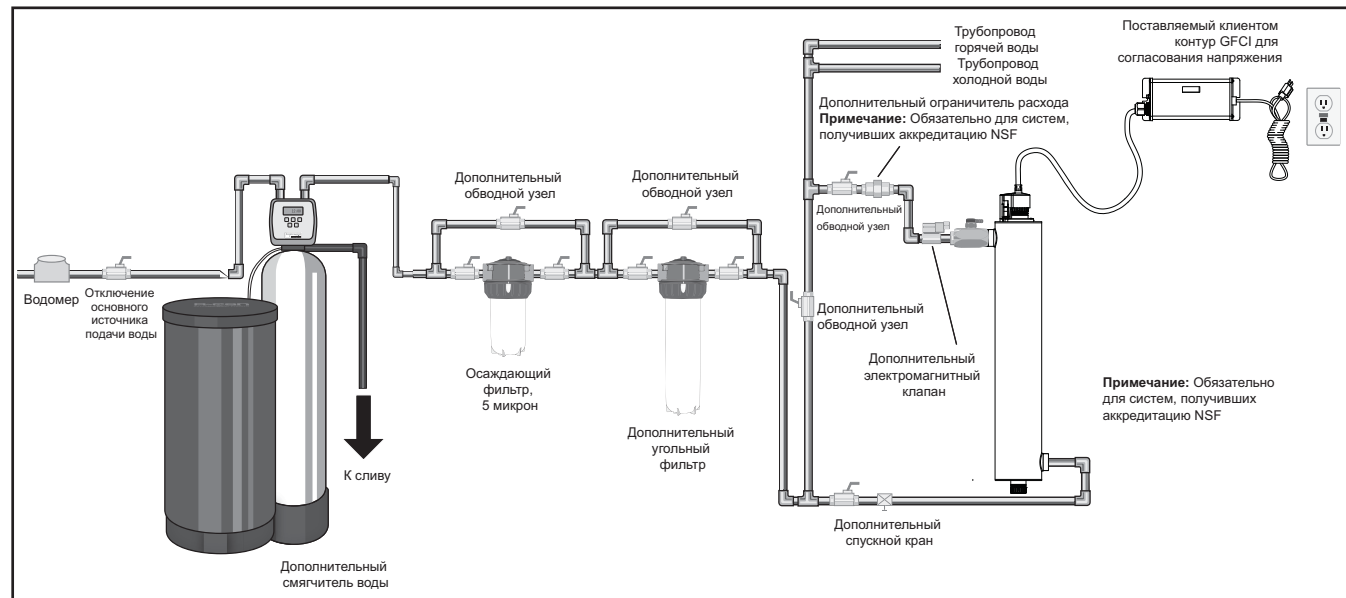 Трубопровод
горячей воды
Трубопровод
холодной воды
Поставляемый клиентом
контур GFCI для
согласования напряжения
Дополнительный ограничитель расхода
Примечание: Обязательно для систем,
получивших аккредитацию NSF
Дополнительный
обводной узел
Дополнительный
обводной узел
Дополнительный
обводной узел
Водомер
Отключение
основного
источника
подачи воды
Дополнительный
обводной узел
Осаждающий
фильтр,
5 микрон
Дополнительный
электромагнитный
клапан
Примечание: Обязательно
для систем, получивших
аккредитацию NSF
Дополнительный
угольный
фильтр
К сливу
Дополнительный
спускной кран
Дополнительный
смягчитель воды